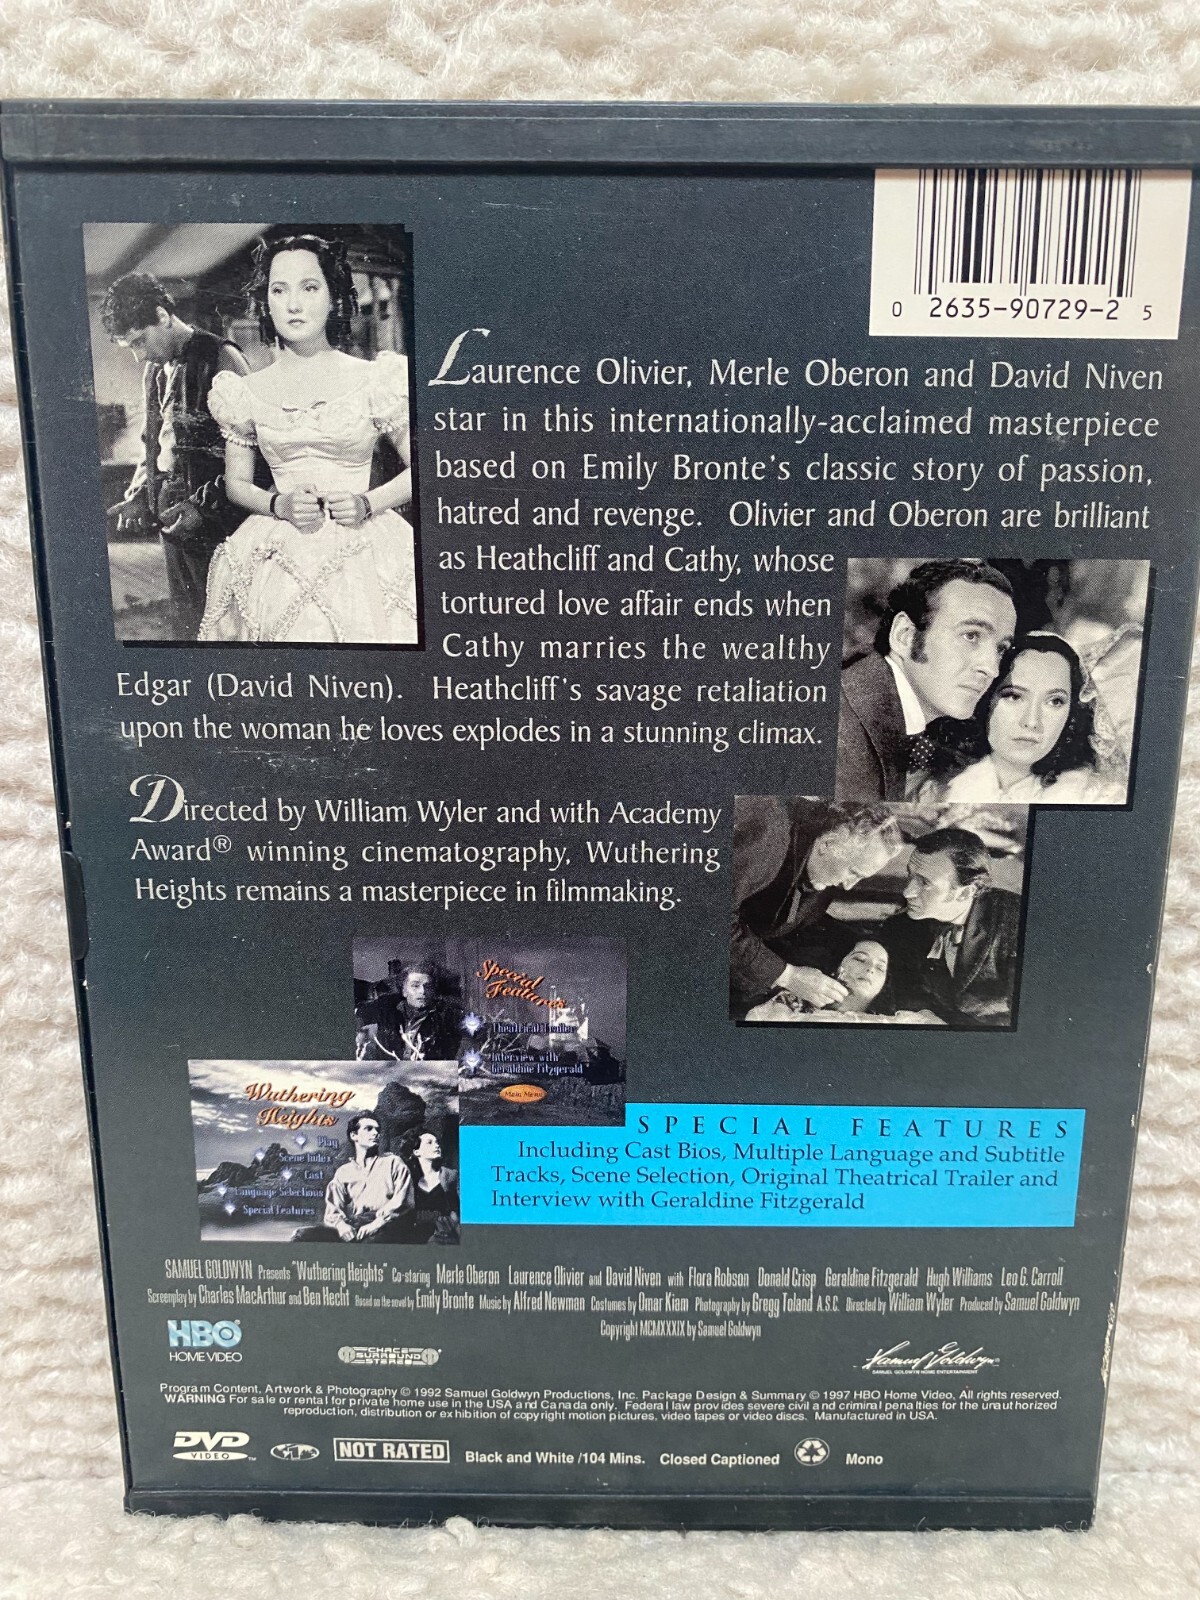 0 2635-90729-2 5
Laurence Olivier, Merle Oberon and David Niven
star in this internationally-acclaimed masterpiece
based on Emily Bronte's classic story of passion,
hatred and revenge. Olivier and Oberon are brilliant
as Heathcliff and Cathy, whose
tortured love affair ends when
Cathy marries the wealthy
Edgar (David Niven). Heathcliff's savage retaliation
upon the woman he loves explodes in a stunning climax.
Directed by William Wyler and with Academy
Award® winning cinematography, Wuthering
Heights remains a masterpiece in filmmaking.
Special
Features
Theatrical Trailer
Interview with
Geraldine Fitzgerald
Main Menu
Wuthering
Heights
Play
Scene Index
Cast
Language Selections
Special Features
SPECIAL FEATURES
Including Cast Bios, Multiple Language and Subtitle
Tracks, Scene Selection, Original Theatrical Trailer and
Interview with Geraldine Fitzgerald
SAMUEL GOLDWYN Presents "Wuthering Heights" Co-starring Merle Oberon Laurence Olivier and David Niven with Flora Robson Donald Crisp Geraldine Fitzgerald Hugh Williams Leo G. Carroll
Screenplay by Charles MacArthur and Ben Hecht Based on the novel by Emily Bronte Music by Alfred Newman Costumes by Omar Kiam Photography by Gregg Toland A.S.C. Directed by William Wyler Produced by Samuel Goldwyn
Copyright MCMXXXIX by Samuel Goldwyn
HBO®
HOME VIDEO
CHACE
SURROUND
STEREO
Samuel Goldwyn®
SAMUEL GOLDWYN HOME ENTERTAINMENT
Program Content, Artwork & Photography © 1992 Samuel Goldwyn Productions, Inc. Package Design & Summary © 1997 HBO Home Video. All rights reserved.
WARNING For sale or rental for private home use in the USA and Canada only. Federal law provides severe civil and criminal penalties for the unauthorized
reproduction, distribution or exhibition of copyright motion pictures, video tapes or video discs. Manufactured in USA.
DVD
VIDEO™
NOT RATED
Black and White /104 Mins. Closed Captioned
Mono